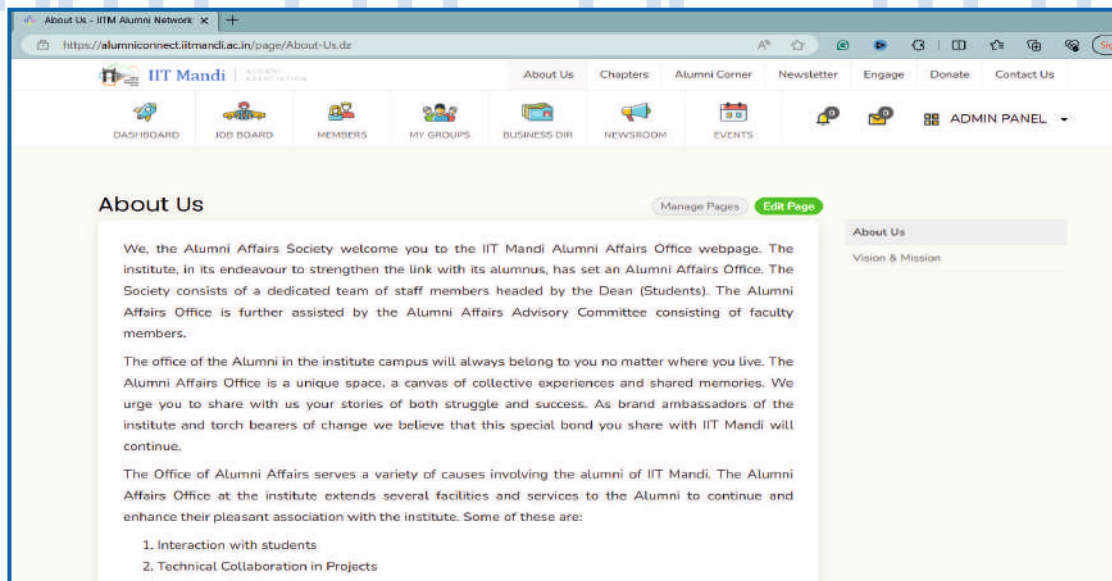 About Us - IITM Alumni Network
https://alumniconnect.iitmandi.ac.in/page/About-Us.dz
IIT Mandi ALUMNI ASSOCIATION
About Us Chapters Alumni Corner Newsletter Engage Donate Contact Us
DASHBOARD JOB BOARD MEMBERS MY GROUPS BUSINESS DIR NEWSROOM EVENTS 0 0 ADMIN PANEL
About Us
Manage Pages Edit Page
About Us
Vision & Mission
We, the Alumni Affairs Society welcome you to the IIT Mandi Alumni Affairs Office webpage. The
institute, in its endeavour to strengthen the link with its alumnus, has set an Alumni Affairs Office. The
Society consists of a dedicated team of staff members headed by the Dean (Students). The Alumni
Affairs Office is further assisted by the Alumni Affairs Advisory Committee consisting of faculty
members.
The office of the Alumni in the institute campus will always belong to you no matter where you live. The
Alumni Affairs Office is a unique space, a canvas of collective experiences and shared memories. We
urge you to share with us your stories of both struggle and success. As brand ambassadors of the
institute and torch bearers of change we believe that this special bond you share with IIT Mandi will
continue.
The Office of Alumni Affairs serves a variety of causes involving the alumni of IIT Mandi. The Alumni
Affairs Office at the institute extends several facilities and services to the Alumni to continue and
enhance their pleasant association with the institute. Some of these are:
1. Interaction with students
2. Technical Collaboration in Projects